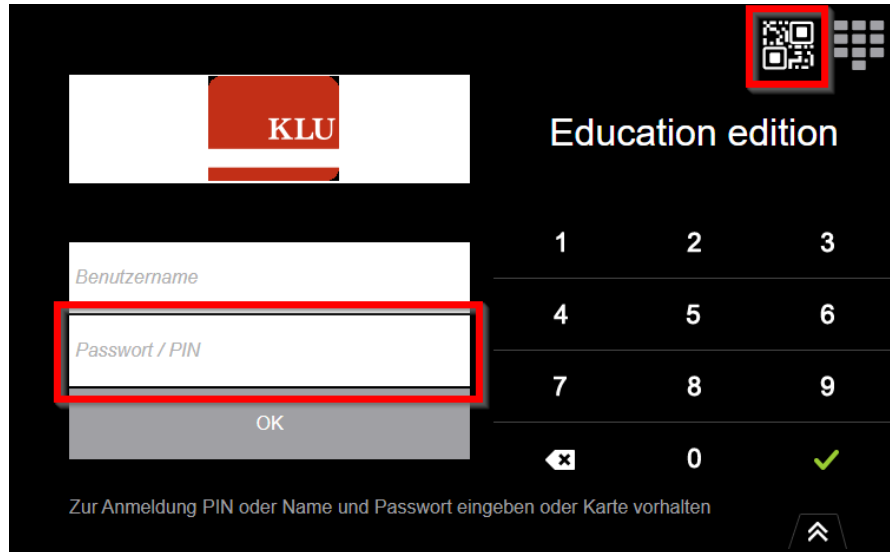 KLU
Education edition
Benutzername
Passwort / PIN
OK
1 2 3
4 5 6
7 8 9
0
Zur Anmeldung PIN oder Name und Passwort eingeben oder Karte vorhalten